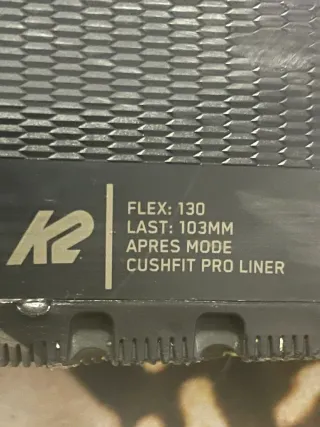 K2
FLEX: 130
LAST: 103MM
APRES MODE
CUSHFIT PRO LINER